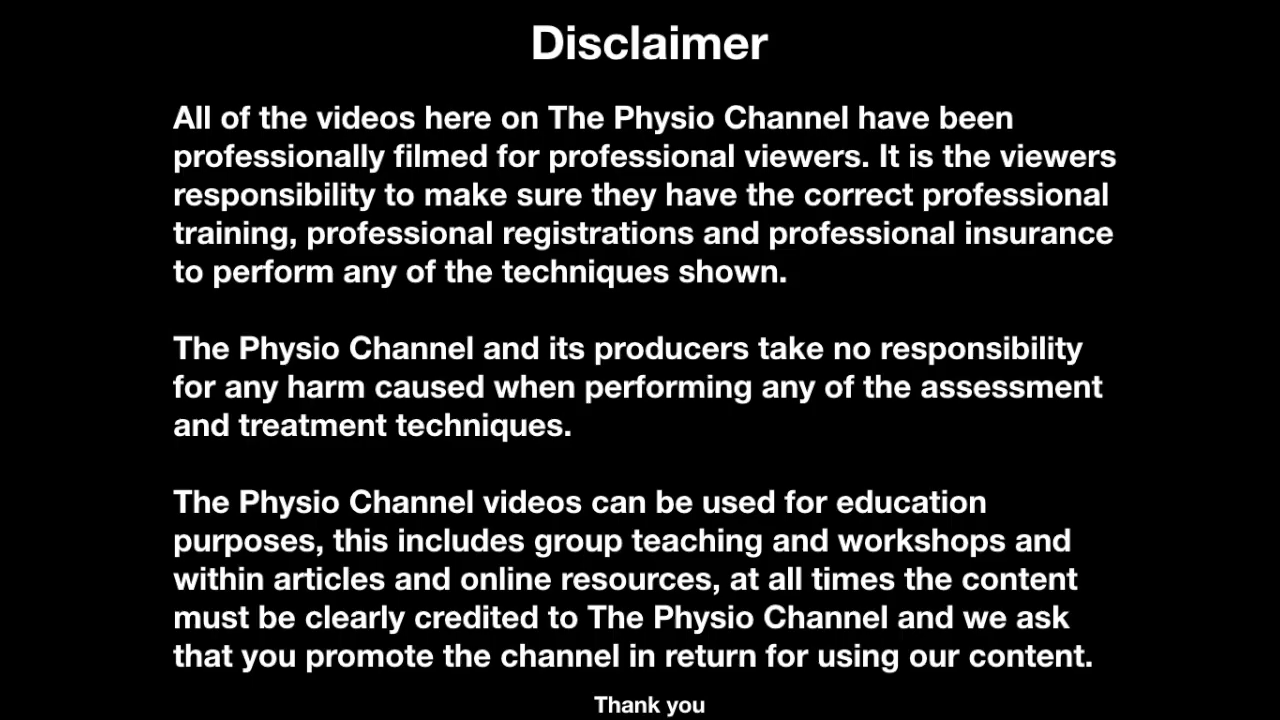 Disclaimer
All of the videos here on The Physio Channel have been
professionally filmed for professional viewers. It is the viewers
responsibility to make sure they have the correct professional
training, professional registrations and professional insurance
to perform any of the techniques shown.
The Physio Channel and its producers take no responsibility
for any harm caused when performing any of the assessment
and treatment techniques.
The Physio Channel videos can be used for education
purposes, this includes group teaching and workshops and
within articles and online resources, at all times the content
must be clearly credited to The Physio Channel and we ask
that you promote the channel in return for using our content.
Thank you